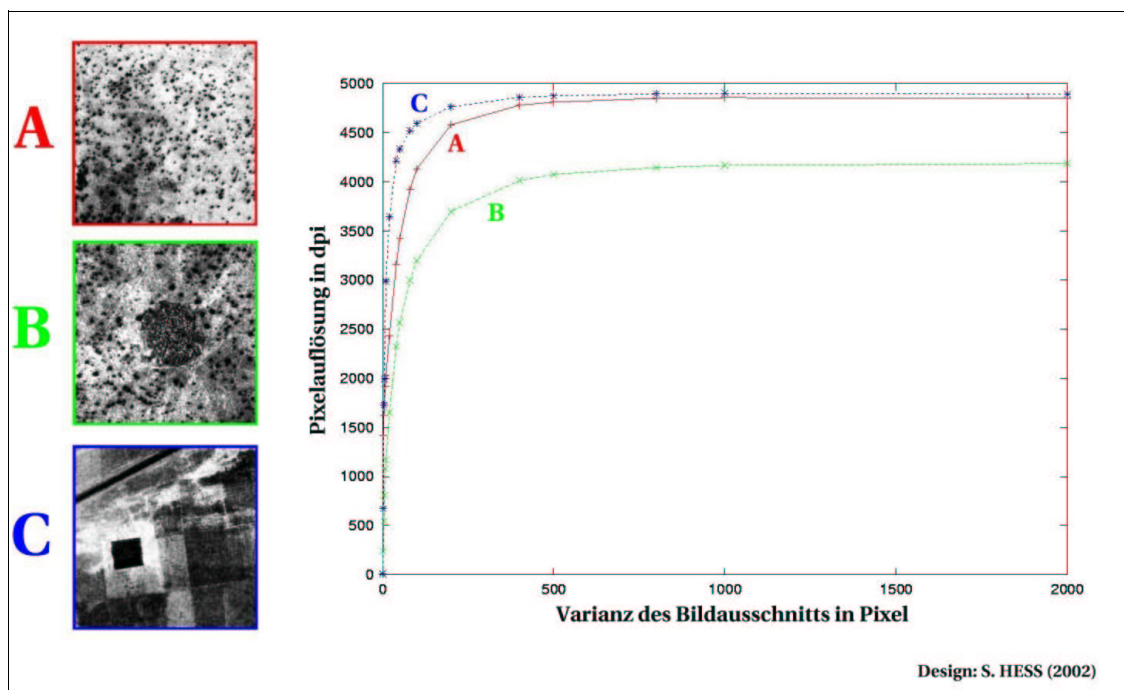 A
B
C
5000
4500
4000
3500
3000
2500
2000
1500
1000
500
0
C
A
B
Pixelauflösung in dpi
0 500 1000 1500 2000
Varianz des Bildausschnitts in Pixel
Design: S. HESS (2002)